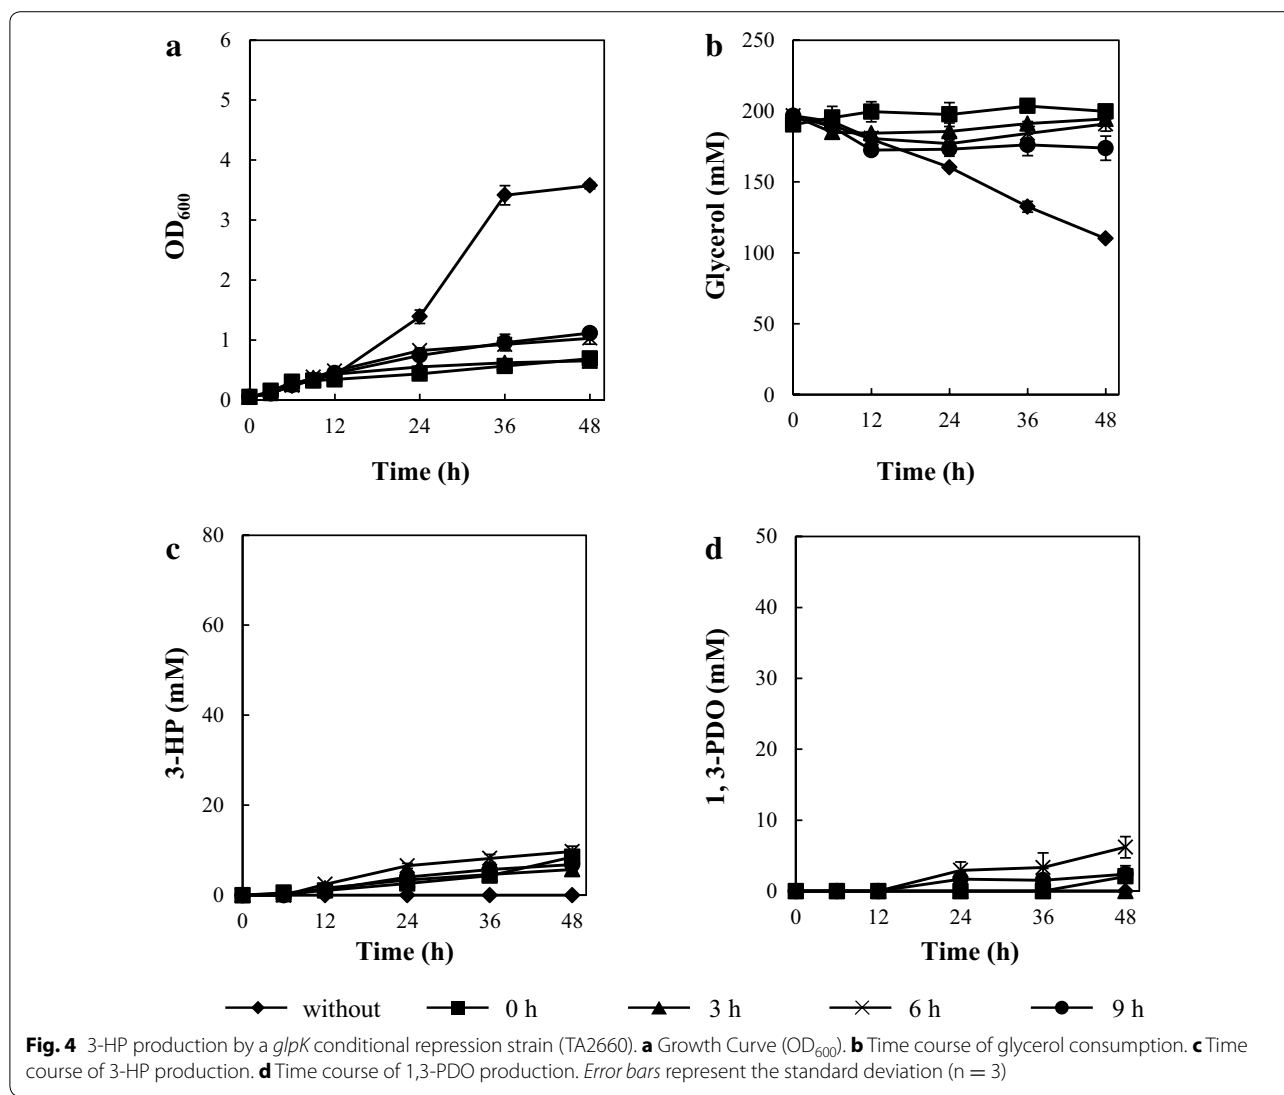 a
6
5
4
3
2
1
0
OD600
0 12 24 36 48
Time (h)
b
250
200
150
100
50
0
Glycerol (mM)
0 12 24 36 48
Time (h)
c
80
60
40
20
0
3-HP (mM)
0 12 24 36 48
Time (h)
d
50
40
30
20
10
0
1, 3-PDO (mM)
0 12 24 36 48
Time (h)
without 0 h 3 h 6 h 9 h
Fig. 4 3-HP production by a glpK conditional repression strain (TA2660). a Growth Curve (OD600). b Time course of glycerol consumption. c Time
course of 3-HP production. d Time course of 1,3-PDO production. Error bars represent the standard deviation (n = 3)